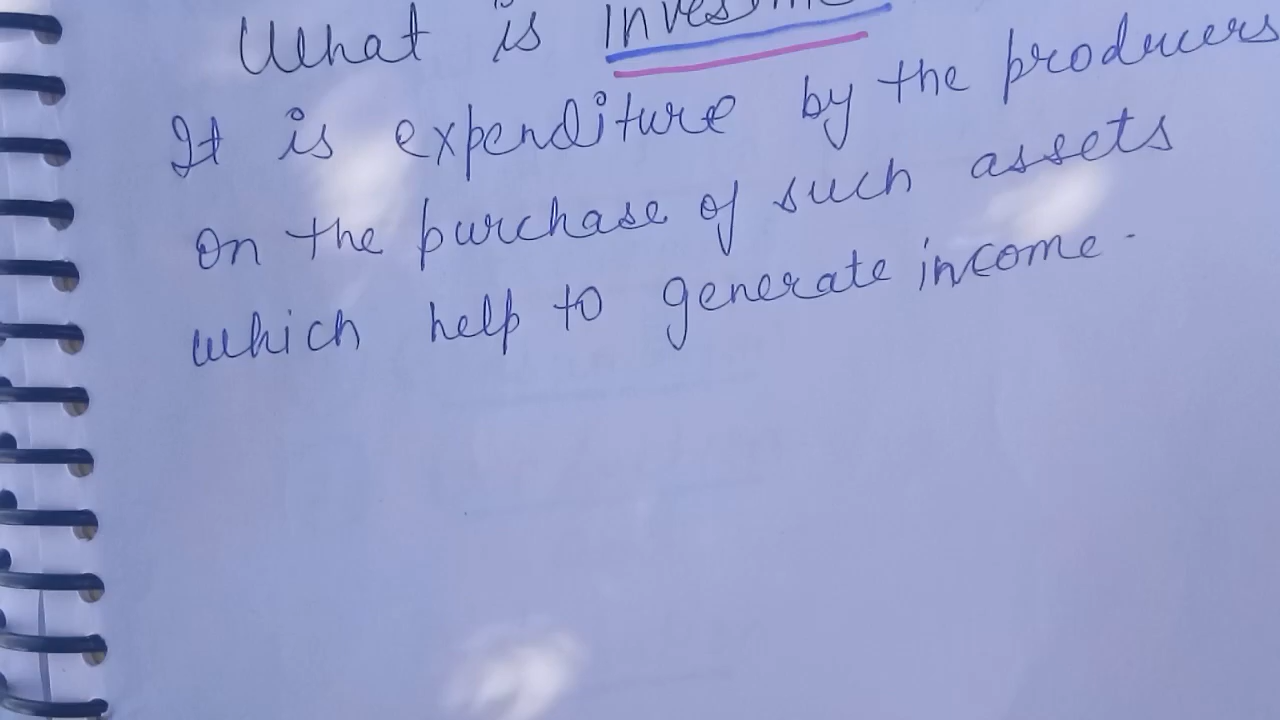 What is
It is expenditure by the producers
on the purchase of such assets
which help to generate income.